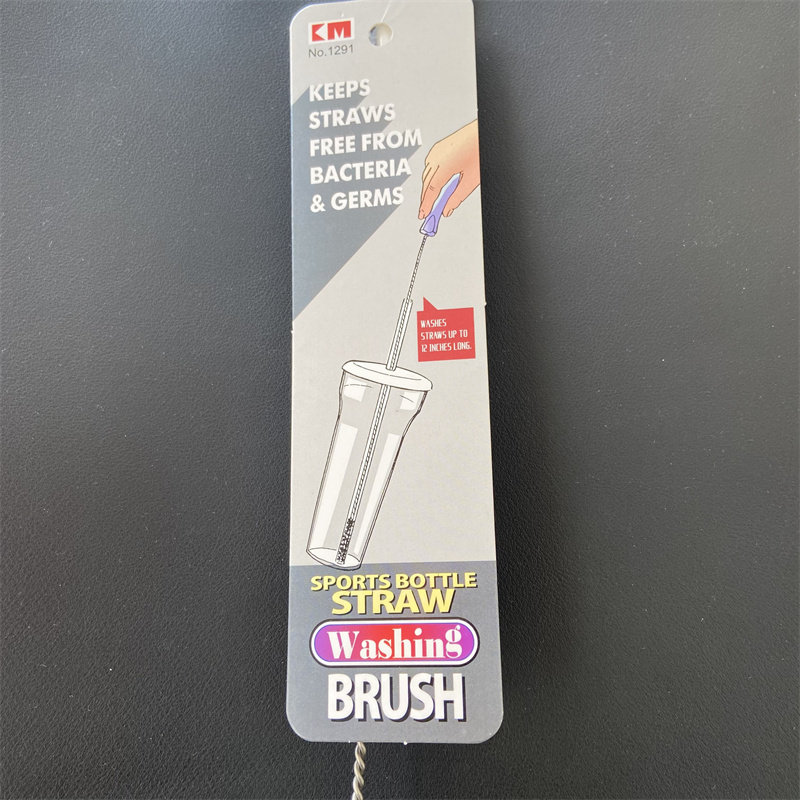 KM
No.1291
KEEPS
STRAWS
FREE FROM
BACTERIA
& GERMS
WASHES
STRAWS UP TO
12 INCHES LONG.
SPORTS BOTTLE
STRAW
Washing
BRUSH